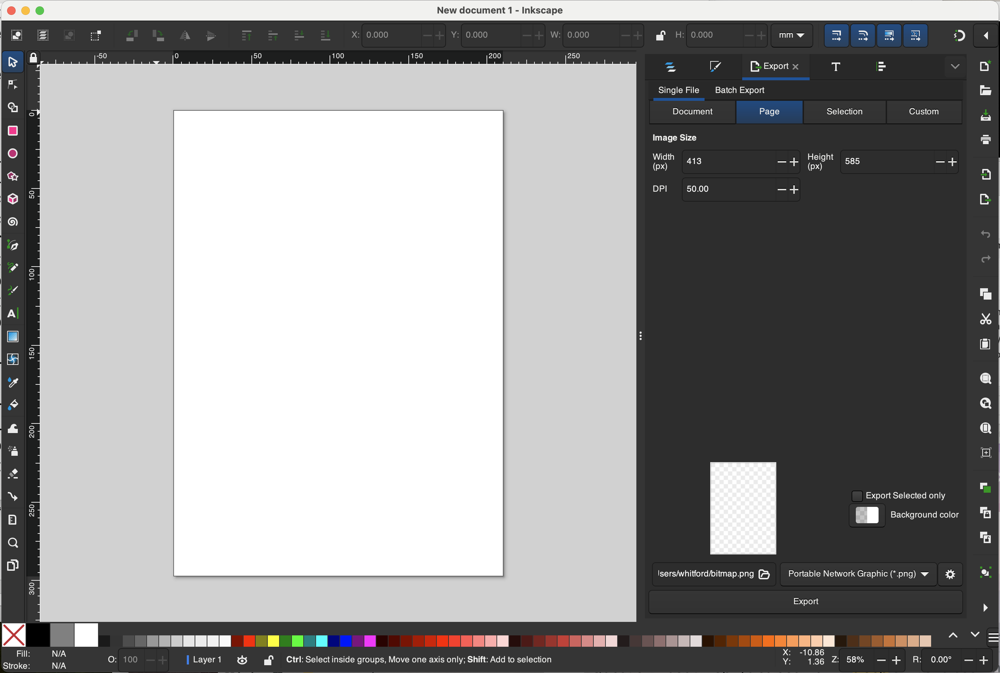 New document 1 - Inkscape
X: 0.000 Y: 0.000 W: 0.000 H: 0.000 mm
-50 0 50 100 150 200 250
0
50
100
150
200
250
300
Export
Single File Batch Export
Document Page Selection Custom
Image Size
Width (px) 413 Height (px) 585
DPI 50.00
Export Selected only
Background color
sers/whitford/bitmap.png Portable Network Graphic (*.png)
Export
Fill: N/A
Stroke: N/A
O: 100 Layer 1 Ctrl: Select inside groups, Move one axis only; Shift: Add to selection
X: -10.86
Y: 1.36
Z: 58% R: 0.00°